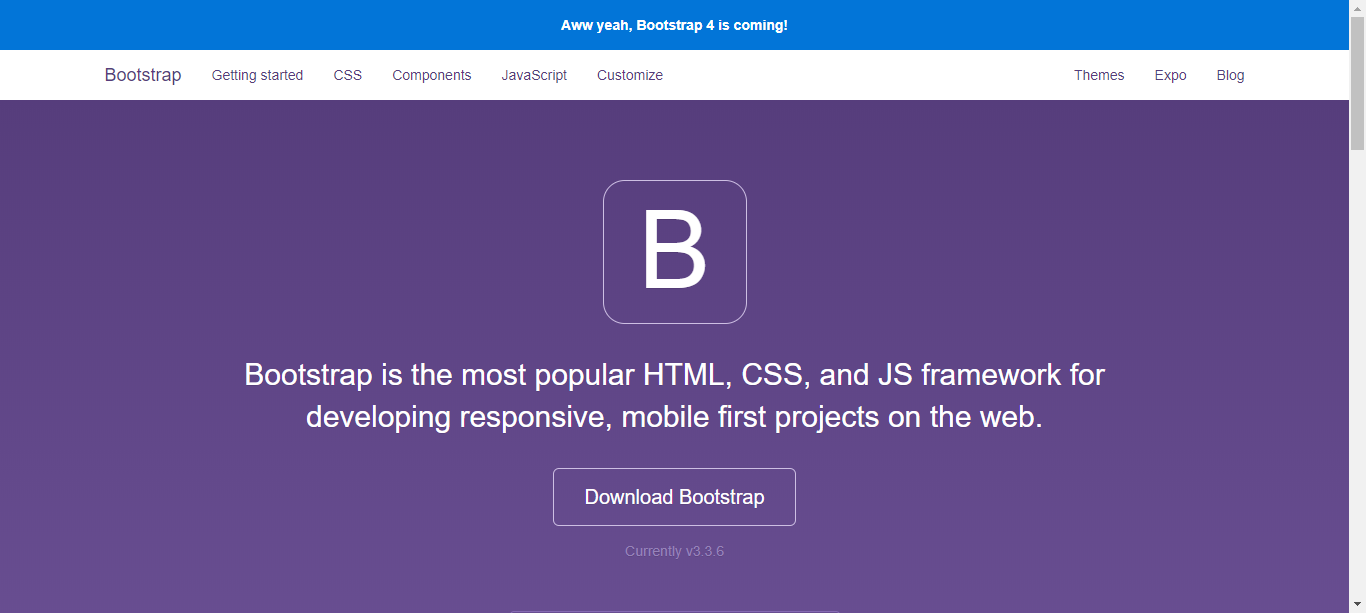 Aww yeah, Bootstrap 4 is coming!
Bootstrap Getting started CSS Components JavaScript Customize Themes Expo Blog
B
Bootstrap is the most popular HTML, CSS, and JS framework for
developing responsive, mobile first projects on the web.
Download Bootstrap
Currently v3.3.6